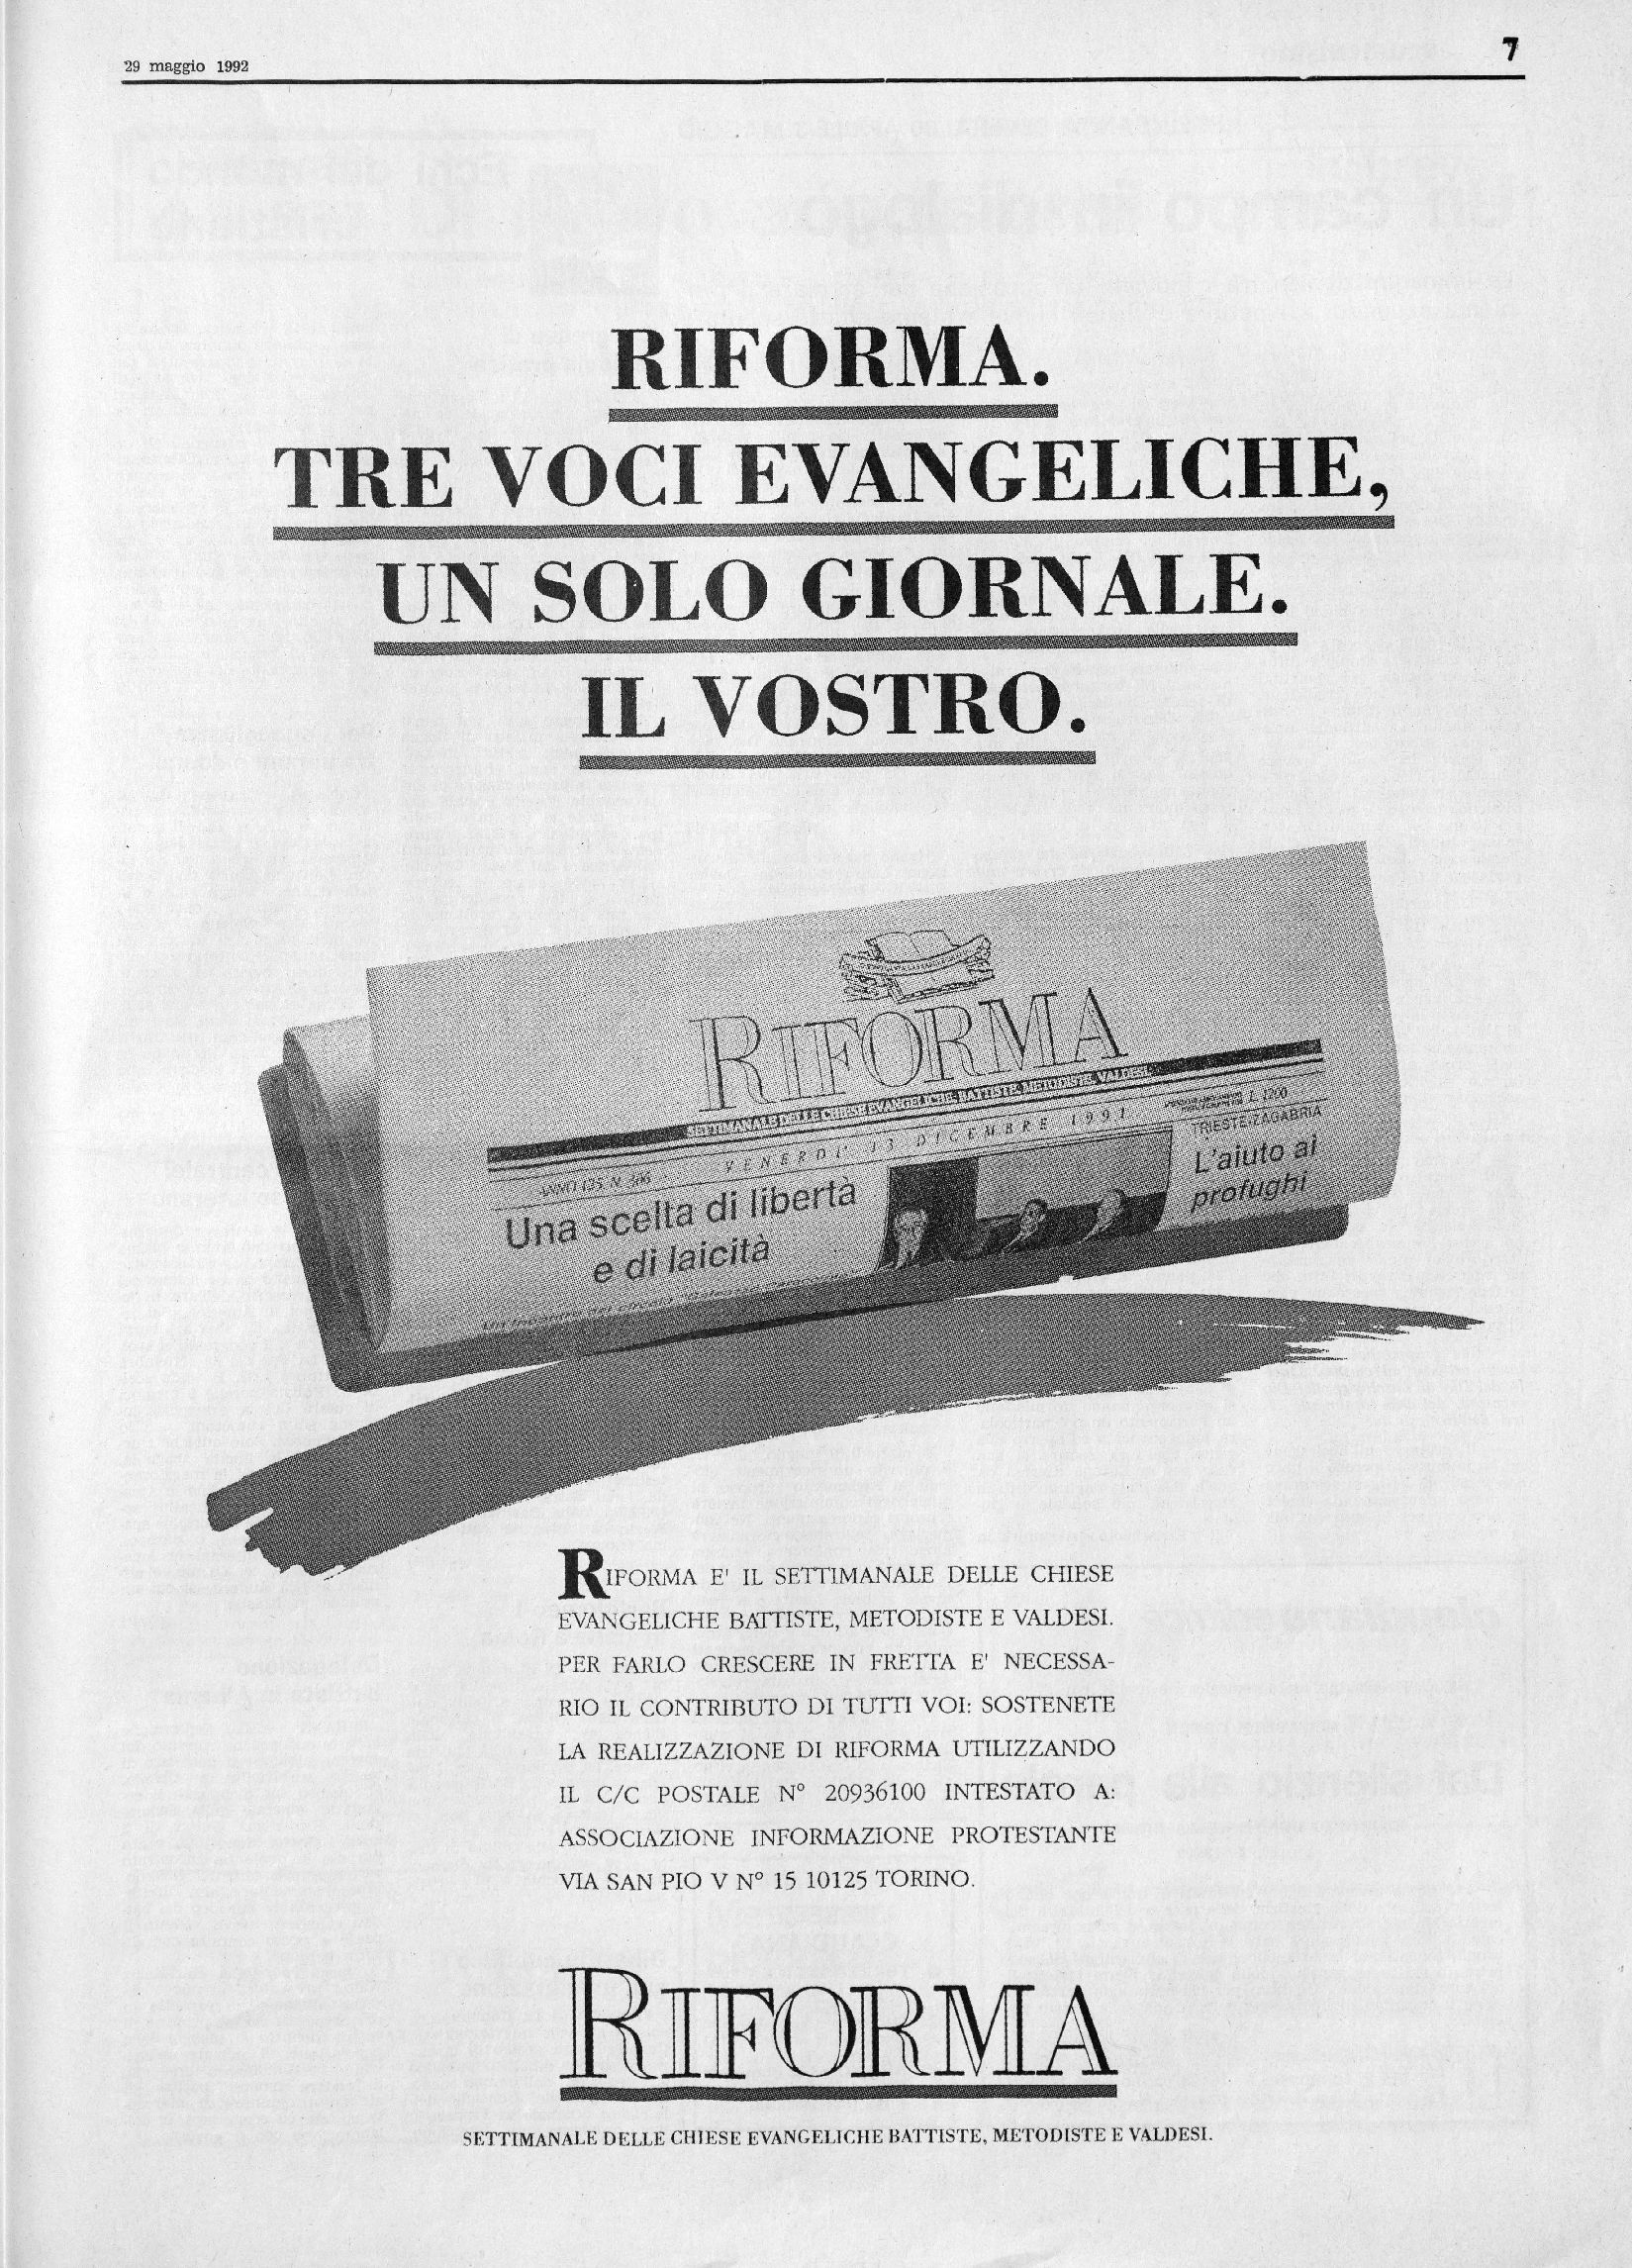 29 maggio 1992
7
RIFORMA.
TRE VOCI EVANGELICHE,
UN SOLO GIORNALE.
IL VOSTRO.
RIFORMA
SETTIMANALE DELLE CHIESE EVANGELICHE BATTISTE, METODISTE, VALDESI
VENERDI' 13 DICEMBRE 1991
L. 1200
TRIESTE-ZAGABRIA
Una scelta di libertà
e di laicità
L'aiuto ai
profughi
RIFORMA E' IL SETTIMANALE DELLE CHIESE
EVANGELICHE BATTISTE, METODISTE E VALDESI.
PER FARLO CRESCERE IN FRETTA E' NECESSA-
RIO IL CONTRIBUTO DI TUTTI VOI: SOSTENETE
LA REALIZZAZIONE DI RIFORMA UTILIZZANDO
IL C/C POSTALE N° 20936100 INTESTATO A:
ASSOCIAZIONE INFORMAZIONE PROTESTANTE
VIA SAN PIO V N° 15 10125 TORINO.
RIFORMA
SETTIMANALE DELLE CHIESE EVANGELICHE BATTISTE, METODISTE E VALDESI.